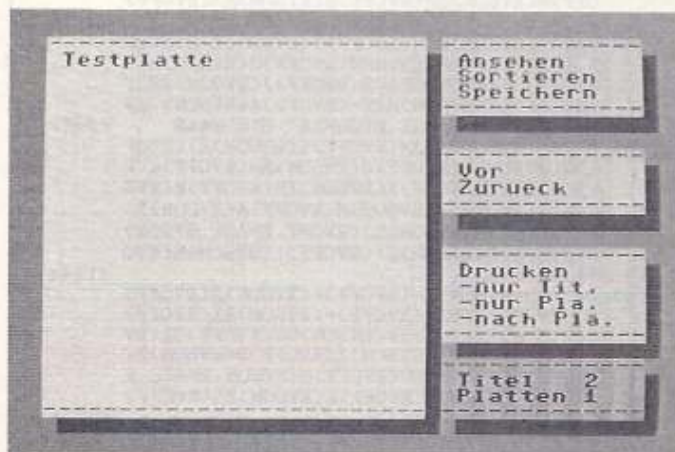 Testplatte
Ansehen
Sortieren
Speichern
Vor
Zurueck
Drucken
-nur Tit.
-nur Pla.
-nach Pla.
Titel 2
Platten 1